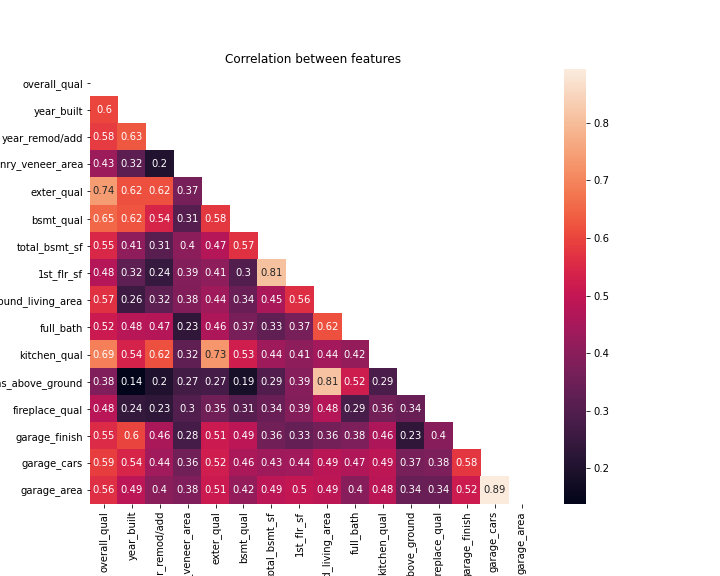 Correlation between features
overall_qual
year_built 0.6
year_remod/add 0.58 0.63
nry_veneer_area 0.43 0.32 0.2
exter_qual 0.74 0.62 0.62 0.37
bsmt_qual 0.65 0.62 0.54 0.31 0.58
total_bsmt_sf 0.55 0.41 0.31 0.4 0.47 0.57
1st_flr_sf 0.48 0.32 0.24 0.39 0.41 0.3 0.81
ound_living_area 0.57 0.26 0.32 0.38 0.44 0.34 0.45 0.56
full_bath 0.52 0.48 0.47 0.23 0.46 0.37 0.33 0.37 0.62
kitchen_qual 0.69 0.54 0.62 0.32 0.73 0.53 0.44 0.41 0.44 0.42
ns_above_ground 0.38 0.14 0.2 0.27 0.27 0.19 0.29 0.39 0.81 0.52 0.29
fireplace_qual 0.48 0.24 0.23 0.3 0.35 0.31 0.34 0.39 0.48 0.29 0.36 0.34
garage_finish 0.55 0.6 0.46 0.28 0.51 0.49 0.36 0.33 0.36 0.38 0.46 0.23 0.4
garage_cars 0.59 0.54 0.44 0.36 0.52 0.46 0.43 0.44 0.49 0.47 0.49 0.37 0.38 0.58
garage_area 0.56 0.49 0.4 0.38 0.51 0.42 0.49 0.5 0.49 0.4 0.48 0.34 0.34 0.52 0.89
overall_qual
year_built
r_remod/add
_veneer_area
exter_qual
bsmt_qual
otal_bsmt_sf
1st_flr_sf
d_living_area
full_bath
kitchen_qual
bove_ground
replace_qual
garage_finish
garage_cars
garage_area
0.8
0.7
0.6
0.5
0.4
0.3
0.2